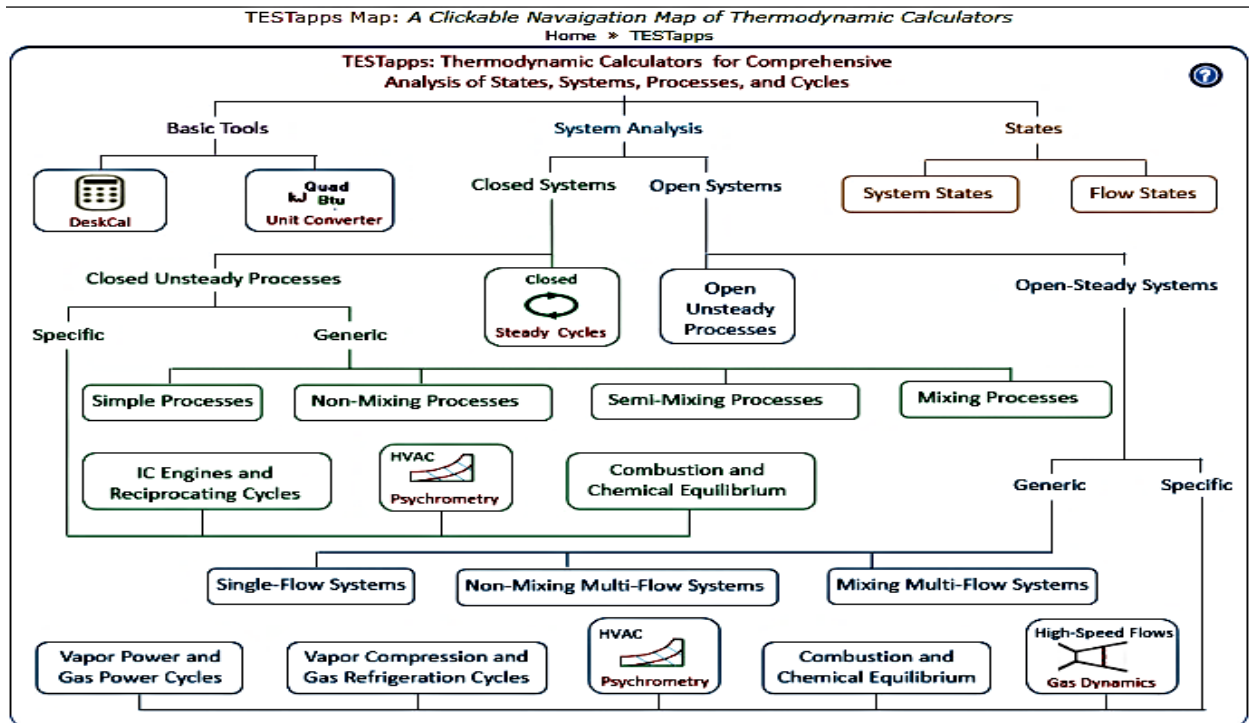 TESTapps Map: A Clickable Navaigation Map of Thermodynamic Calculators
Home » TESTapps
TESTapps: Thermodynamic Calculators for Comprehensive
Analysis of States, Systems, Processes, and Cycles
?
Basic Tools
System Analysis
States
DeskCal
kJ Quad
Btu
Unit Converter
Closed Systems
Open Systems
System States
Flow States
Closed Unsteady Processes
Closed
Steady Cycles
Open
Unsteady
Processes
Open-Steady Systems
Specific
Generic
Simple Processes
Non-Mixing Processes
Semi-Mixing Processes
Mixing Processes
IC Engines and
Reciprocating Cycles
HVAC
Psychrometry
Combustion and
Chemical Equilibrium
Generic
Specific
Single-Flow Systems
Non-Mixing Multi-Flow Systems
Mixing Multi-Flow Systems
Vapor Power and
Gas Power Cycles
Vapor Compression and
Gas Refrigeration Cycles
HVAC
Psychrometry
Combustion and
Chemical Equilibrium
High-Speed Flows
Gas Dynamics